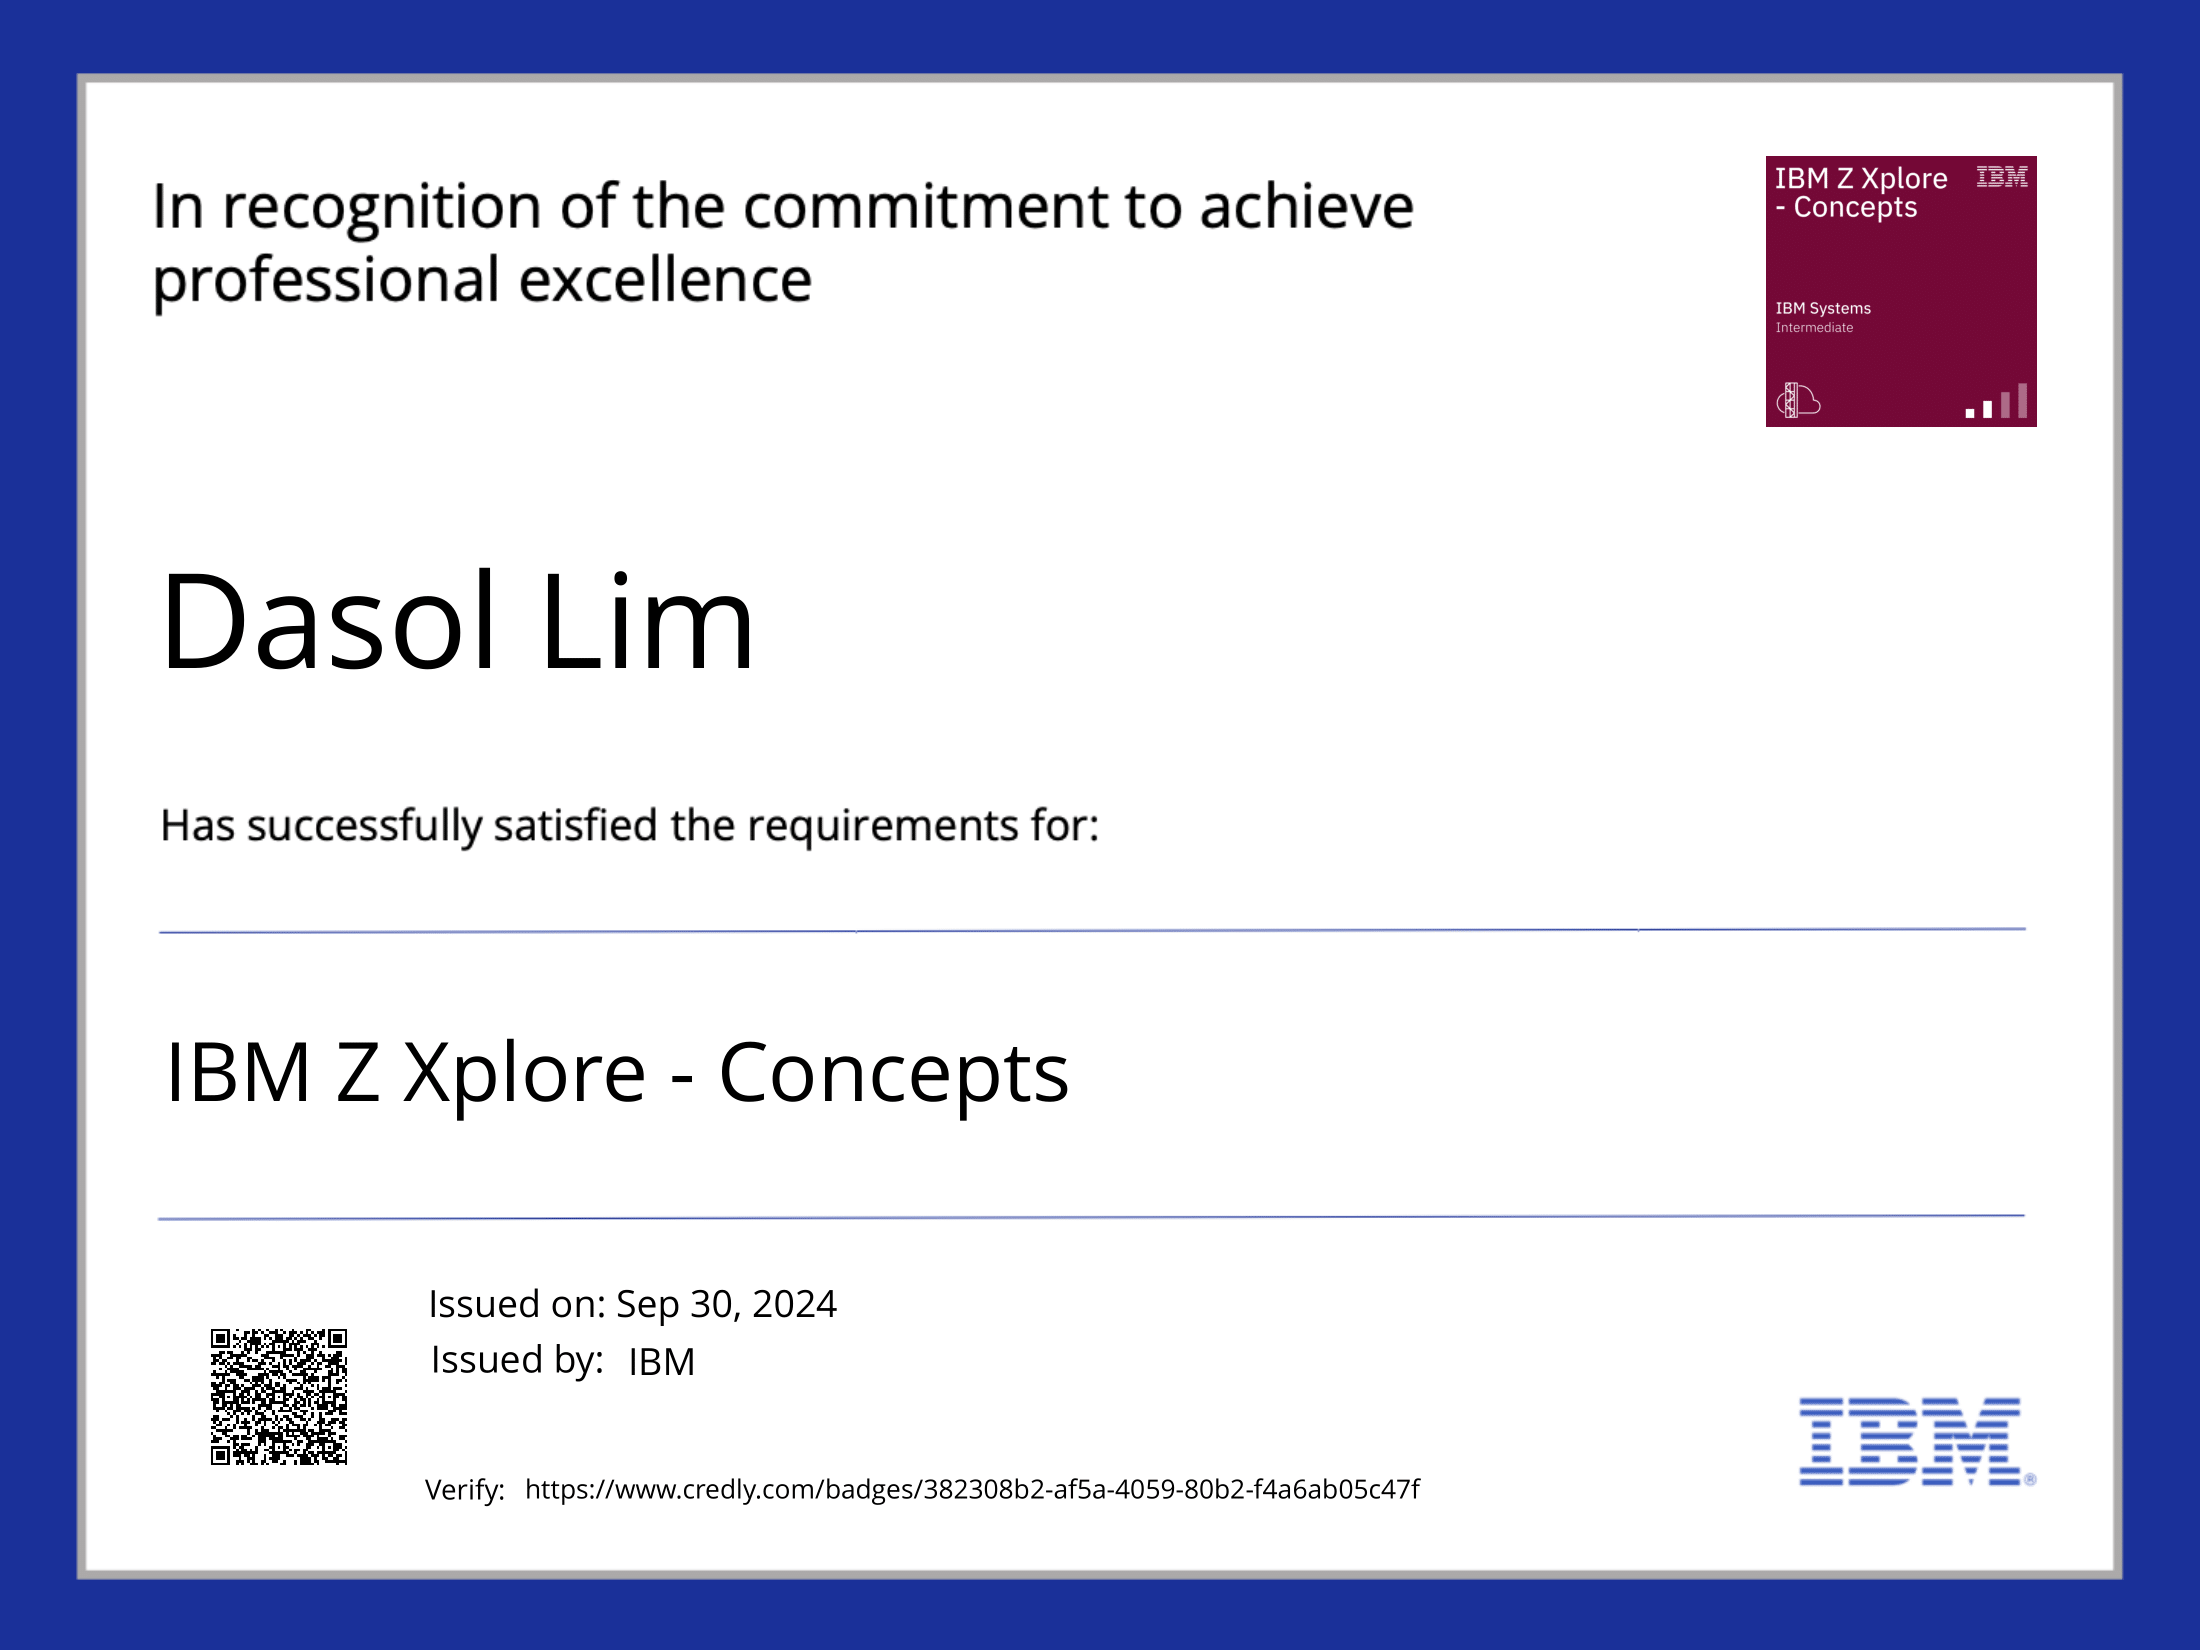 In recognition of the commitment to achieve
professional excellence
IBM Z Xplore
- Concepts
IBM
IBM Systems
Intermediate
Dasol Lim
Has successfully satisfied the requirements for:
IBM Z Xplore - Concepts
Issued on: Sep 30, 2024
Issued by: IBM
Verify: https://www.credly.com/badges/382308b2-af5a-4059-80b2-f4a6ab05c47f
IBM®